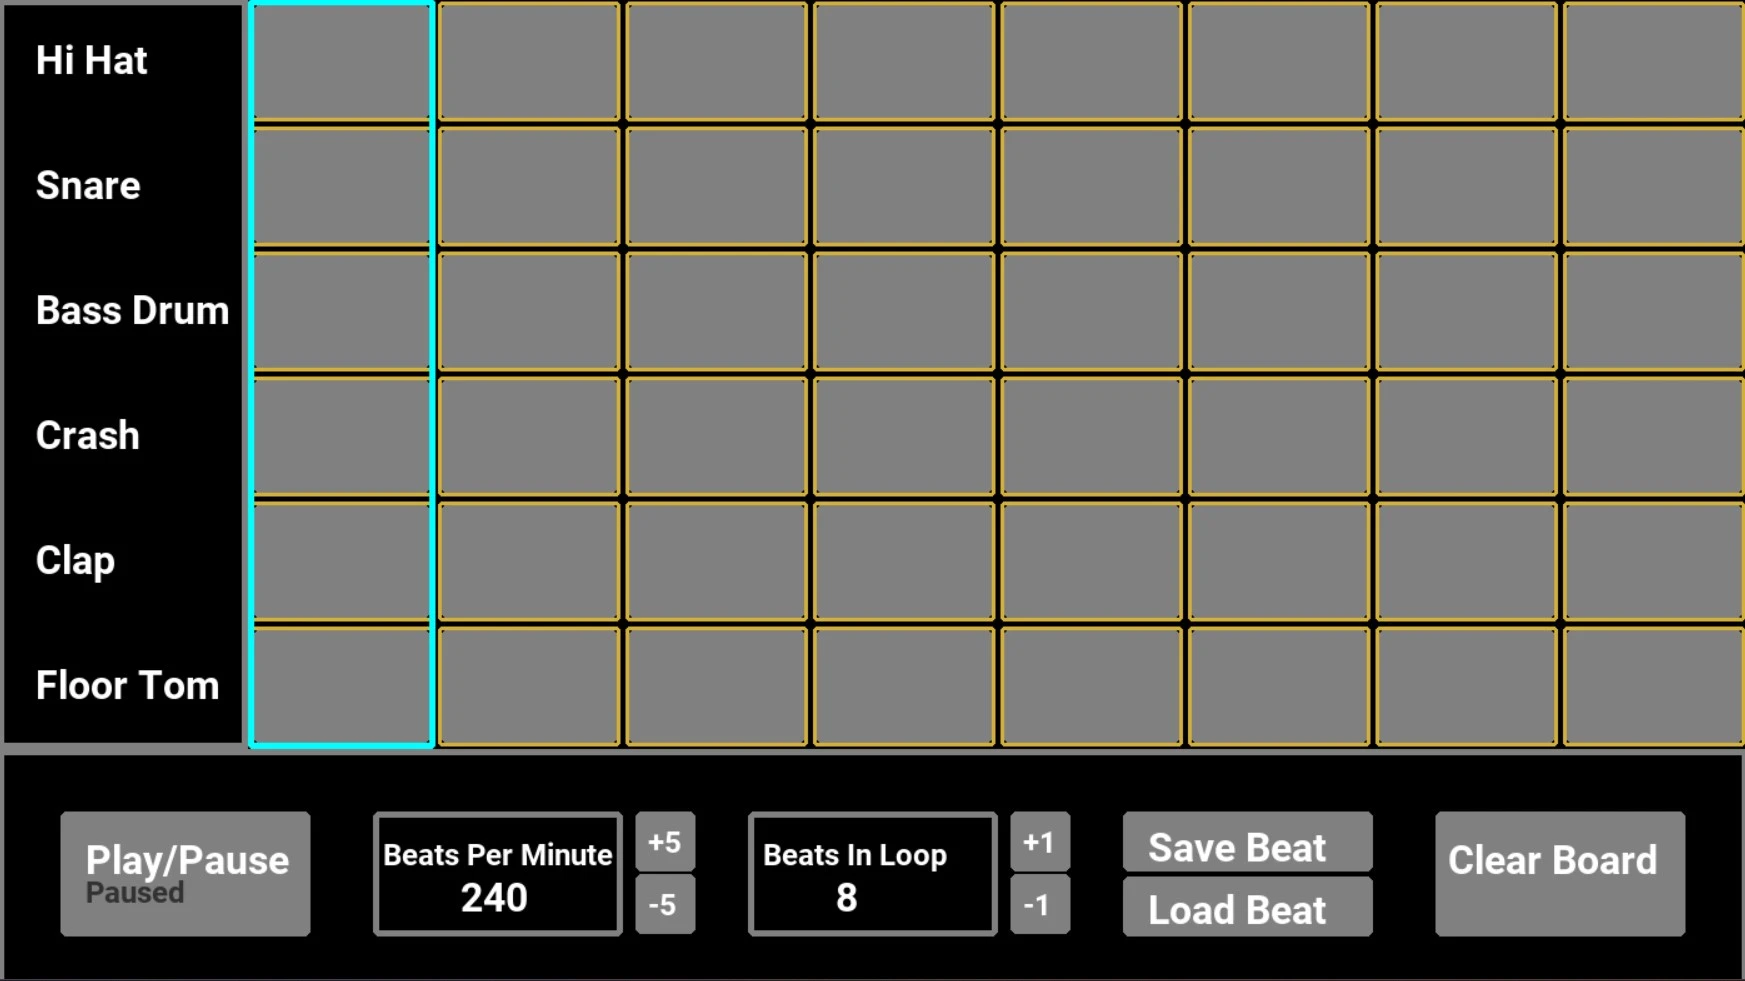 Hi Hat
Snare
Bass Drum
Crash
Clap
Floor Tom
Play/Pause
Paused
Beats Per Minute
240
+5
-5
Beats In Loop
8
+1
-1
Save Beat
Load Beat
Clear Board